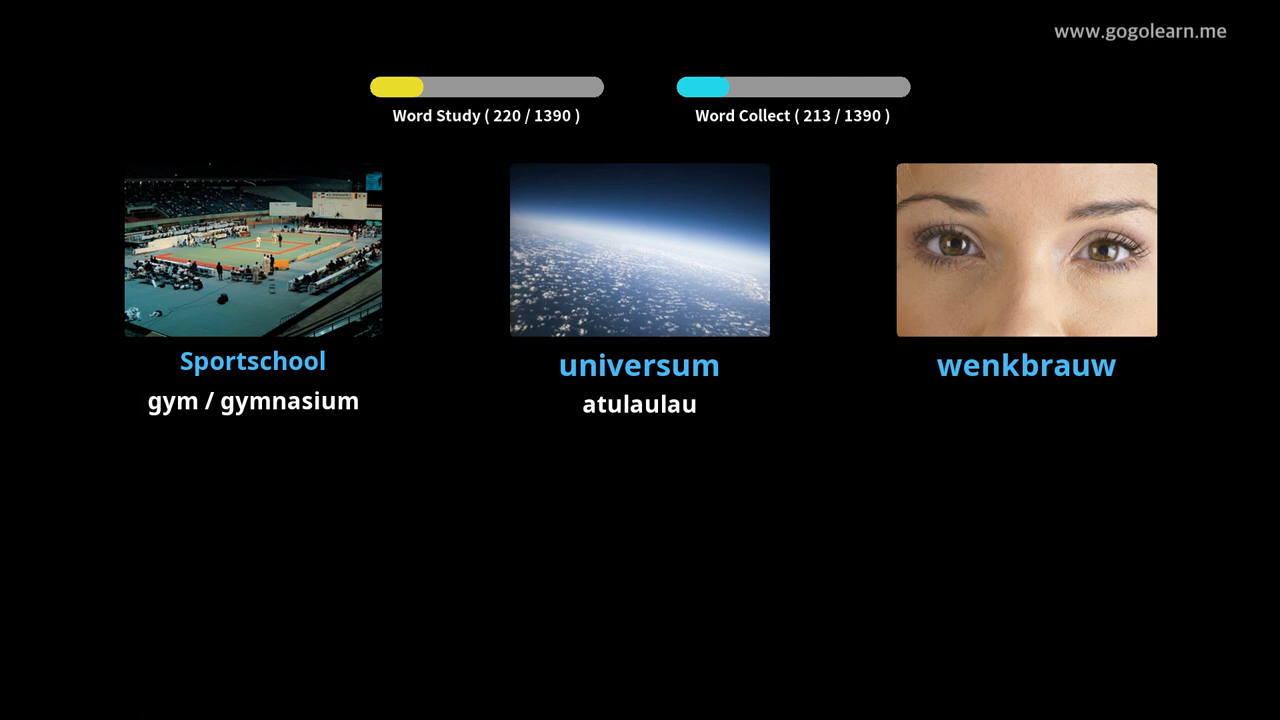 www.gogolearn.me
Word Study ( 220 / 1390 )
Word Collect ( 213 / 1390 )
Sportschool
gym / gymnasium
universum
atulaulau
wenkbrauw